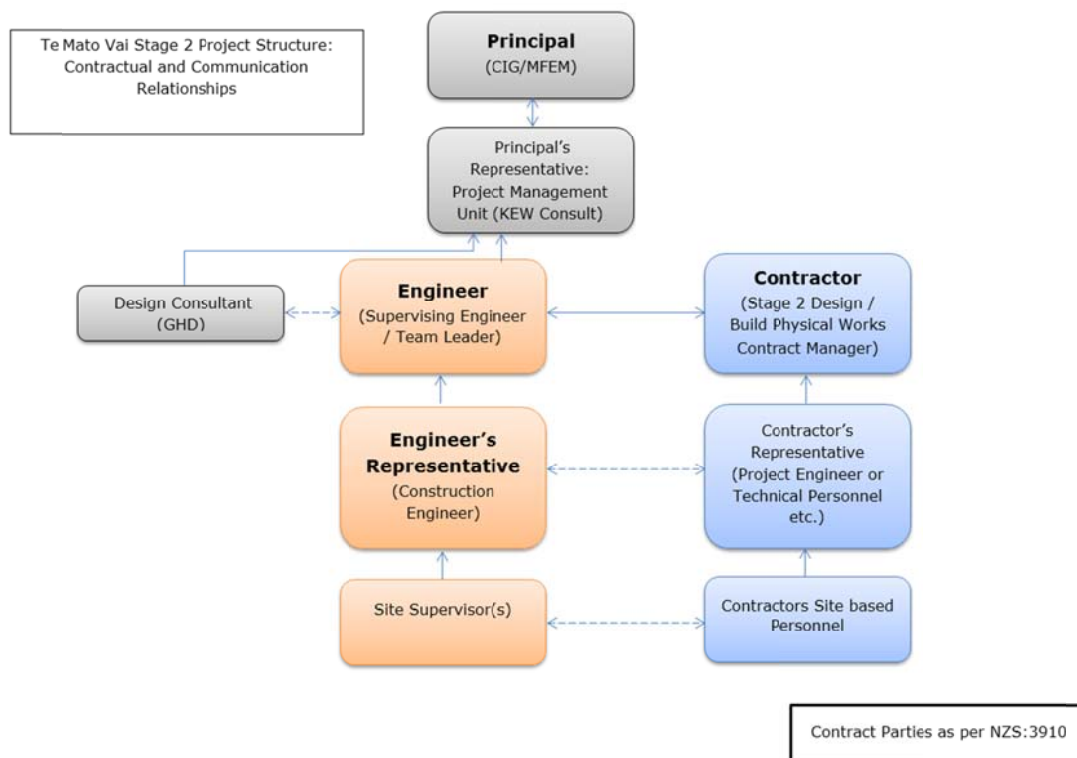 Te Mato Vai Stage 2 Project Structure:
Contractual and Communication
Relationships
Principal
(CIG/MFEM)
Principal's
Representative:
Project Management
Unit (KEW Consult)
Design Consultant
(GHD)
Engineer
(Supervising Engineer
/ Team Leader)
Contractor
(Stage 2 Design /
Build Physical Works
Contract Manager)
Engineer's
Representative
(Construction
Engineer)
Contractor's
Representative
(Project Engineer or
Technical Personnel
etc.)
Site Supervisor(s)
Contractors Site based
Personnel
Contract Parties as per NZS:3910